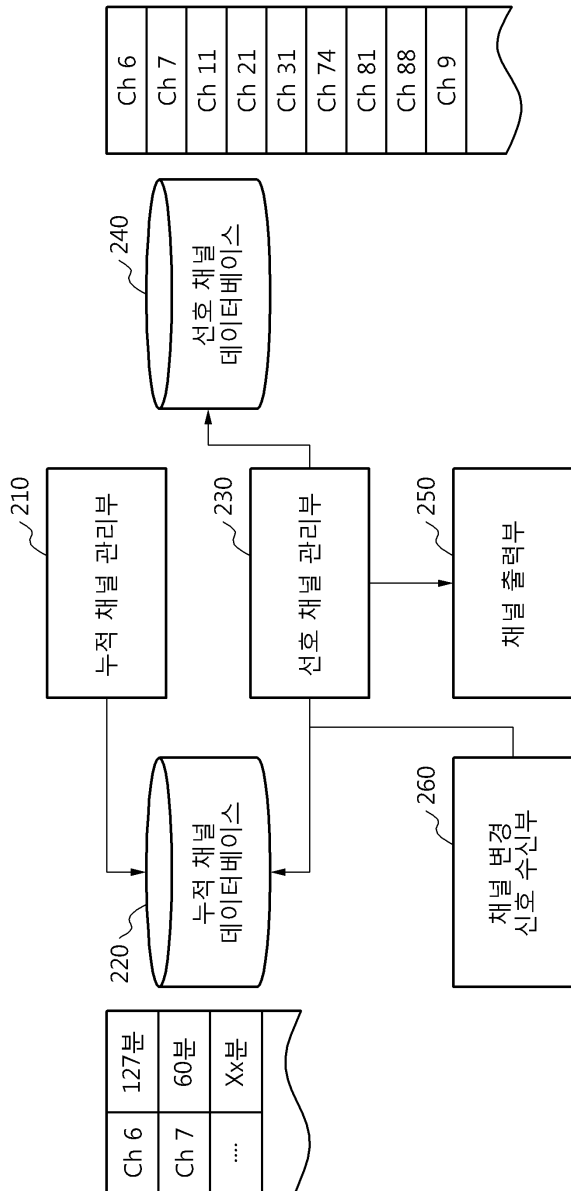 Ch 6 127분
Ch 7 60분
.... Xx분
220
누적 채널
데이터베이스
210
누적 채널 관리부
230
선호 채널 관리부
240
선호 채널
데이터베이스
260
채널 변경
신호 수신부
250
채널 출력부
Ch 6
Ch 7
Ch 11
Ch 21
Ch 31
Ch 74
Ch 81
Ch 88
Ch 9